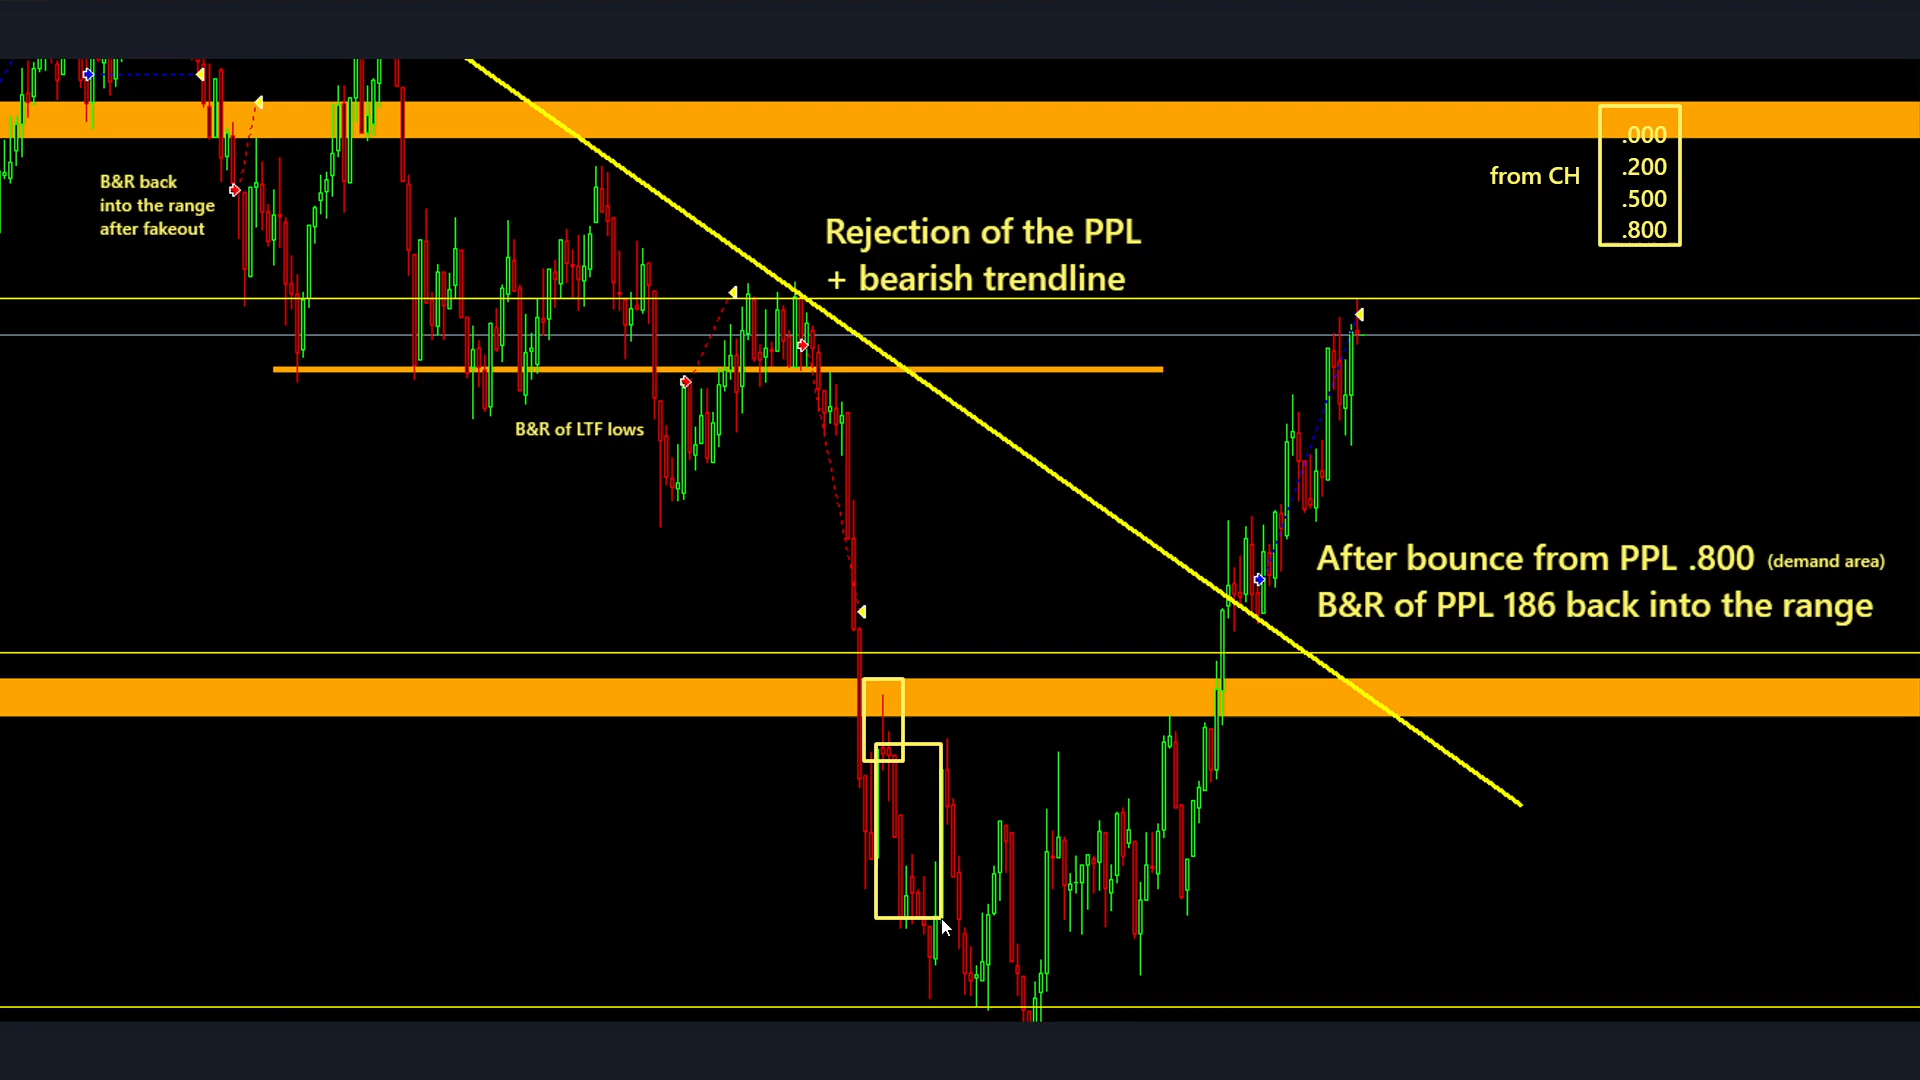 .000
.200
from CH
.500
.800
B&R back
into the range
after fakeout
Rejection of the PPL
+ bearish trendline
B&R of LTF lows
After bounce from PPL .800 (demand area)
B&R of PPL 186 back into the range